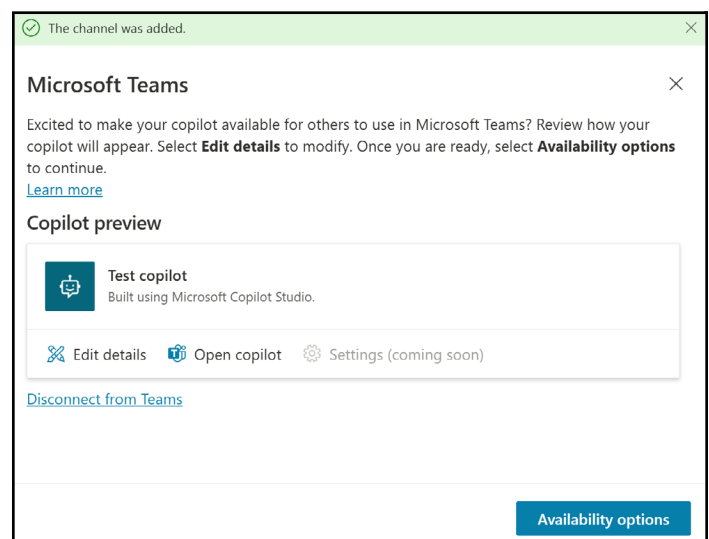 The channel was added.
Microsoft Teams
Excited to make your copilot available for others to use in Microsoft Teams? Review how your
copilot will appear. Select Edit details to modify. Once you are ready, select Availability options
to continue.
Learn more
Copilot preview
Test copilot
Built using Microsoft Copilot Studio.
Edit details Open copilot Settings (coming soon)
Disconnect from Teams
Availability options